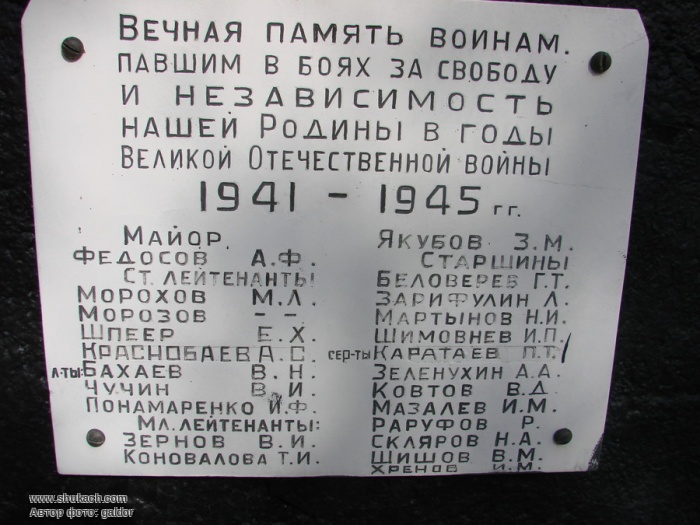 Вечная память воинам.
павшим в боях за свободу
и независимость
нашей Родины в годы
Великой Отечественной войны
1941 - 1945 гг.
Майор.
Федосов А.Ф.
Ст. лейтенанты
Морохов М.Л.
Морозов - -
Шпеер Е.Х.
Краснобаев А.С.
л-ты: Бахаев В.Н.
Чучин В.И.
Понамаренко И.Ф.
Мл. лейтенанты:
Зернов В.И.
Коновалова Т.И.
Якубов З.М.
Старшины
Беловерев Г.Т.
Зарифулин Л.
Мартынов Н.И.
Шимовнев И.П.
сер-ты Каратаев П.Т.
Зеленухин А.А.
Ковтов В.Д.
Мазалев И.М.
Раруфов Р.
Скляров Н.А.
Шишов В.М.
Хренов И.М.
www.shukach.com
Автор фото: galdor